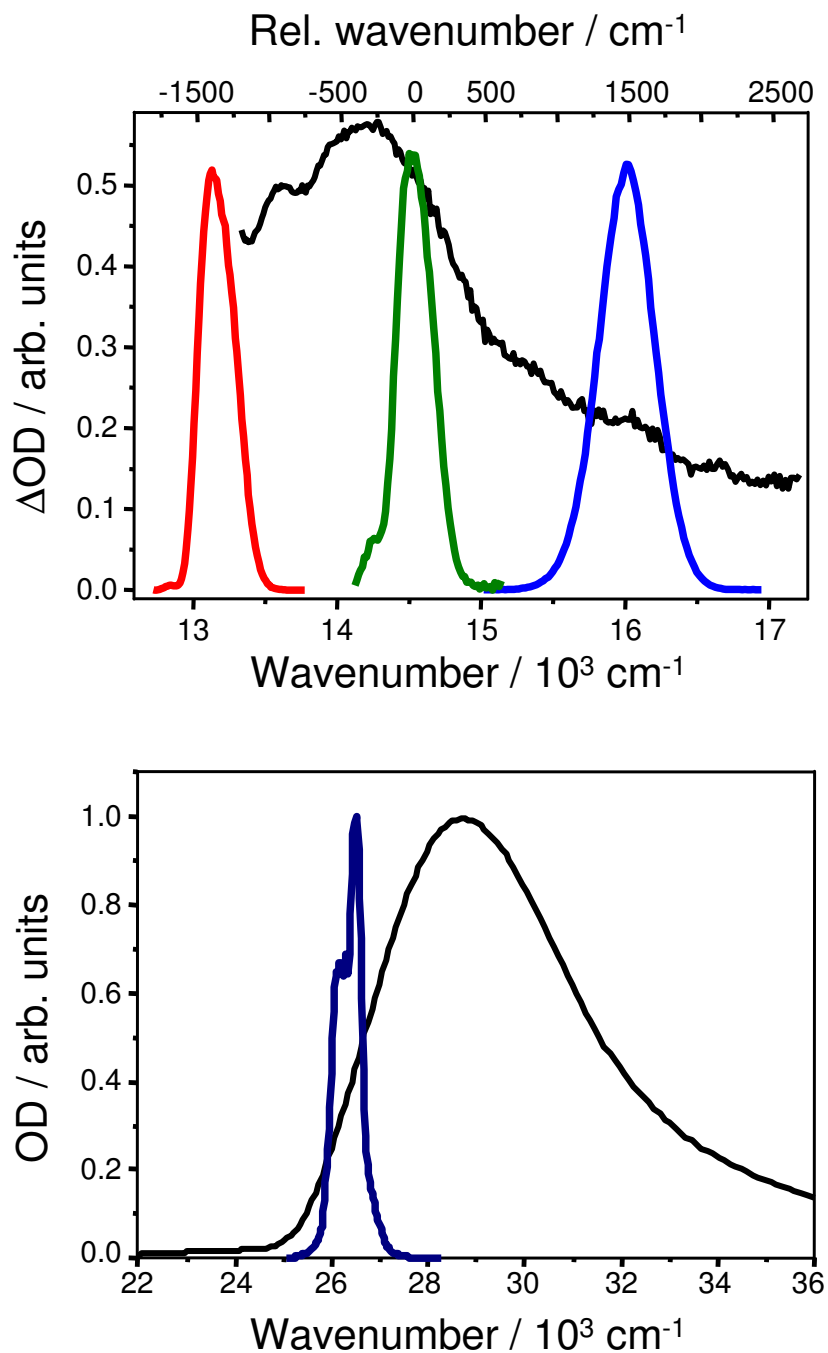 Rel. wavenumber / cm⁻¹
-1500 -500 0 500 1500 2500
ΔOD / arb. units
0.5
0.4
0.3
0.2
0.1
0.0
13 14 15 16 17
Wavenumber / 10³ cm⁻¹
OD / arb. units
1.0
0.8
0.6
0.4
0.2
0.0
22 24 26 28 30 32 34 36
Wavenumber / 10³ cm⁻¹